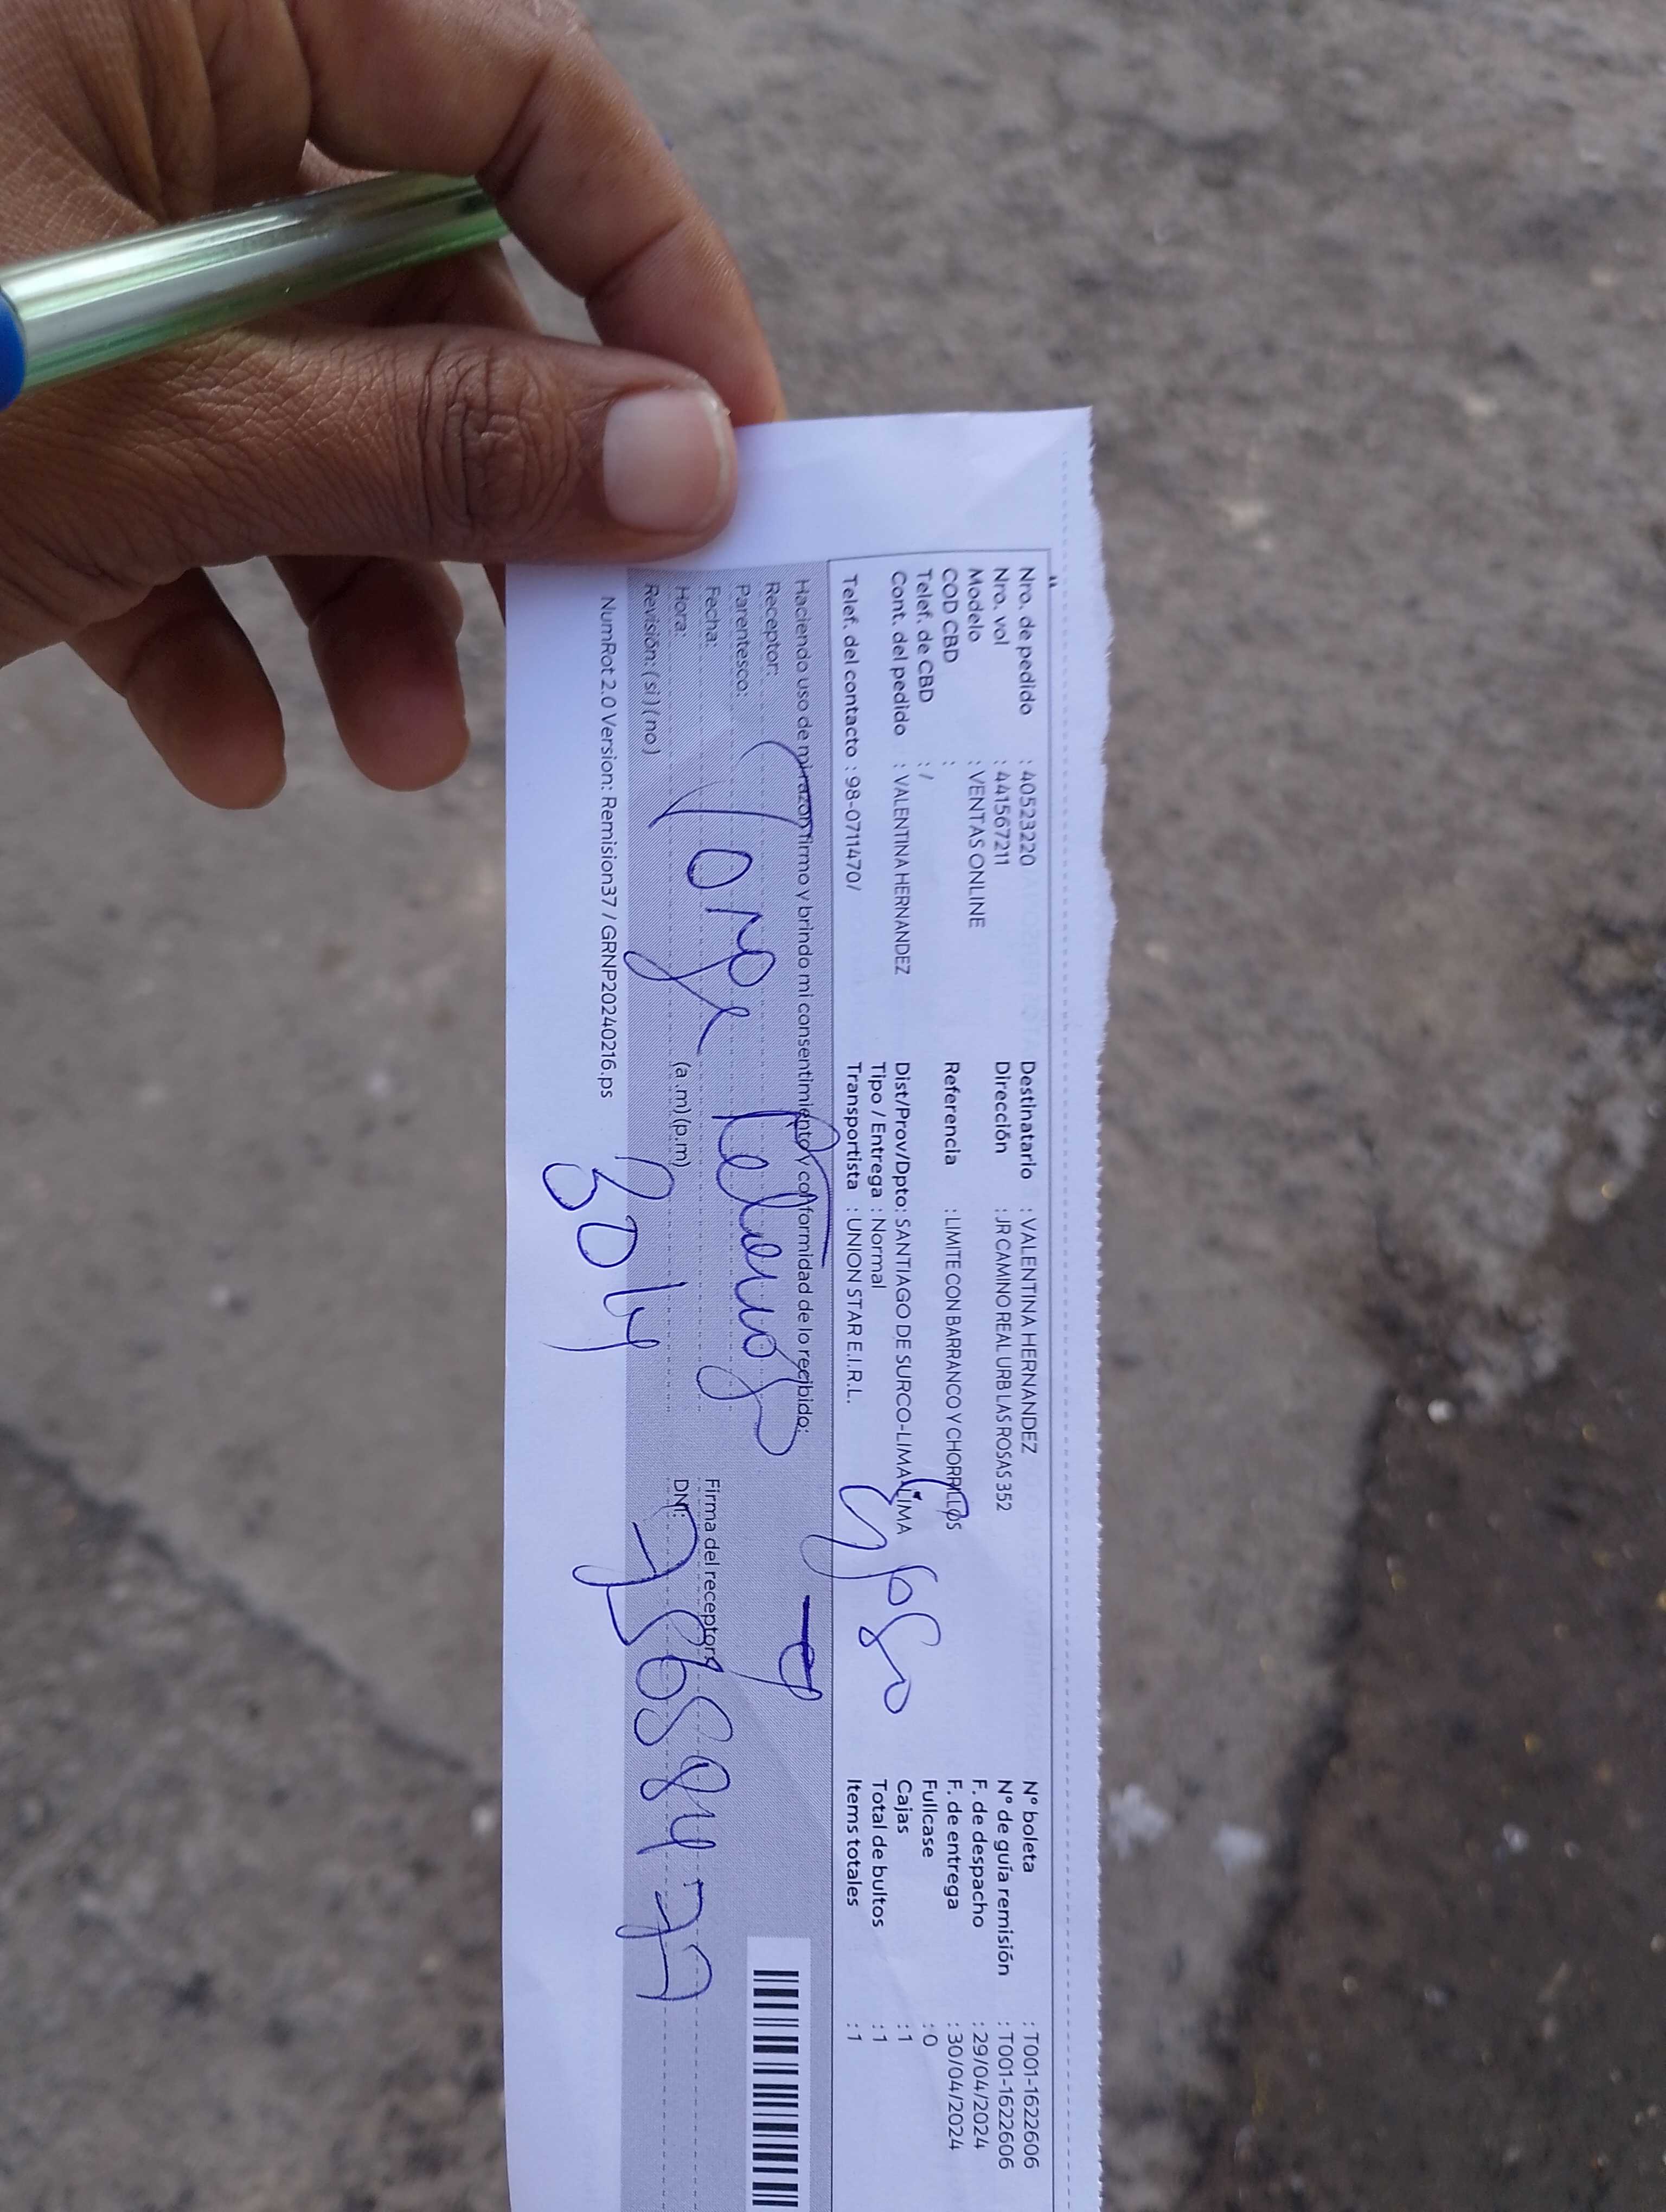 Nro. de pedido : 40523220
Nro. vol : 441567211
Modelo : VENTAS ONLINE
COD CBD :
Telef. de CBD : /
Cont. del pedido : VALENTINA HERNANDEZ
Telef. del contacto : 98-0711470/
Destinatario : VALENTINA HERNANDEZ
Dirección : JR CAMINO REAL URB LAS ROSAS 352
Referencia : LIMITE CON BARRANCO Y CHORRILLOS
Dist/Prov/Dpto: SANTIAGO DE SURCO-LIMA-LIMA
Tipo / Entrega : Normal
Transportista : UNION STAR E.I.R.L.
N° boleta : T001-1622606
N° de guía remisión : T001-1622606
F. de despacho : 29/04/2024
F. de entrega : 30/04/2024
Fullcase : 0
Cajas : 1
Total de bultos : 1
Items totales : 1
Haciendo uso de mi razón firmo y brindo mi consentimiento y conformidad de lo recibido:
Receptor:
Parentesco:
Fecha:
Hora: (a.m) (p.m)
Revisión: ( si ) ( no )
Jorge
30/4
Firma del receptor:
DNI:
NumRot 2.0 Version: Remision37 / GRNP20240216.ps